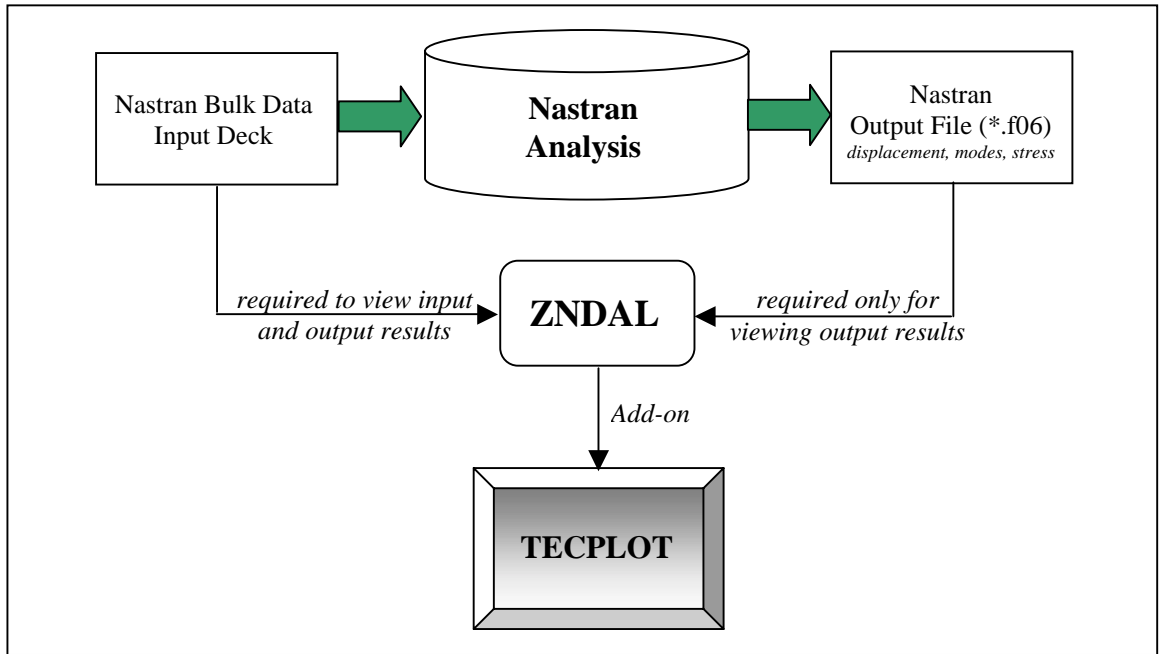 Nastran Bulk Data
Input Deck
Nastran
Analysis
Nastran
Output File (*.f06)
displacement, modes, stress
required to view input
and output results
ZNDAL
required only for
viewing output results
Add-on
TECPLOT